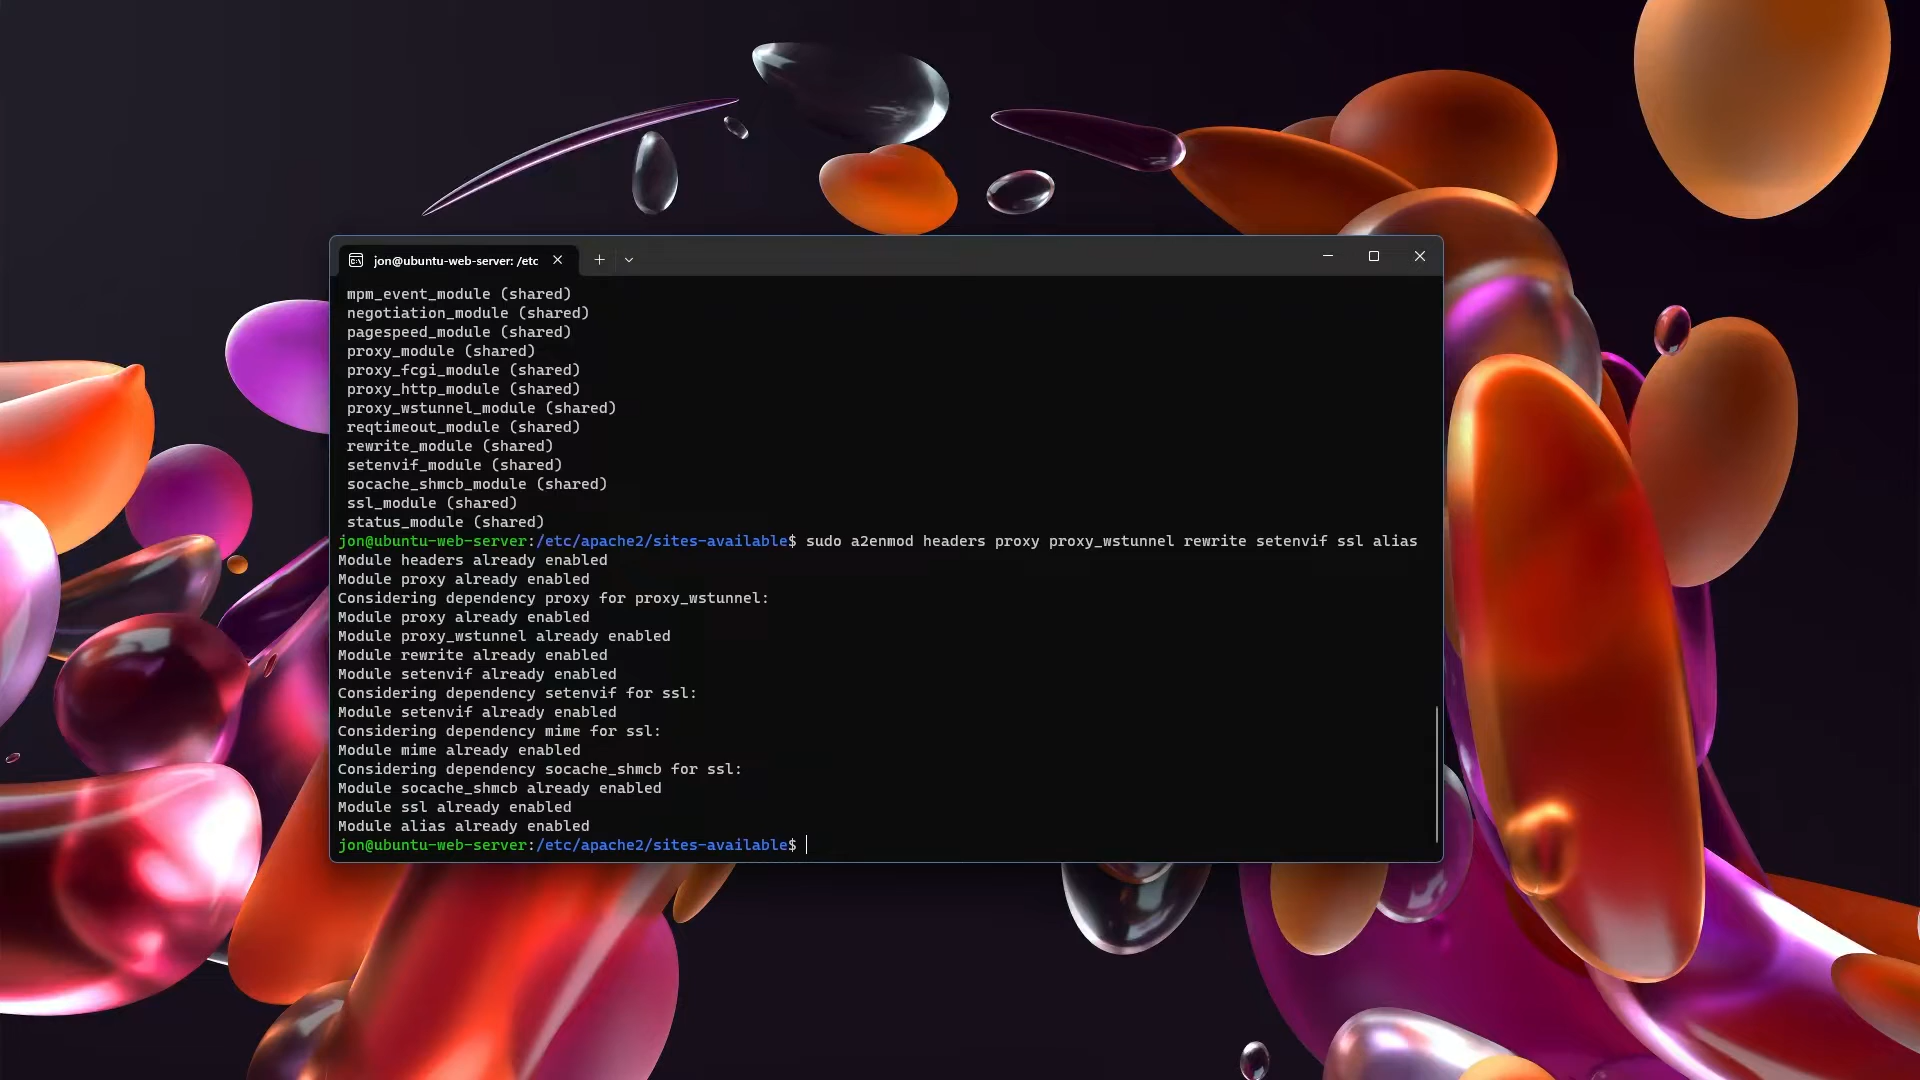 jon@ubuntu-web-server: /etc
mpm_event_module (shared)
negotiation_module (shared)
pagespeed_module (shared)
proxy_module (shared)
proxy_fcgi_module (shared)
proxy_http_module (shared)
proxy_wstunnel_module (shared)
reqtimeout_module (shared)
rewrite_module (shared)
setenvif_module (shared)
socache_shmcb_module (shared)
ssl_module (shared)
status_module (shared)
jon@ubuntu-web-server:/etc/apache2/sites-available$ sudo a2enmod headers proxy proxy_wstunnel rewrite setenvif ssl alias
Module headers already enabled
Module proxy already enabled
Considering dependency proxy for proxy_wstunnel:
Module proxy already enabled
Module proxy_wstunnel already enabled
Module rewrite already enabled
Module setenvif already enabled
Considering dependency setenvif for ssl:
Module setenvif already enabled
Considering dependency mime for ssl:
Module mime already enabled
Considering dependency socache_shmcb for ssl:
Module socache_shmcb already enabled
Module ssl already enabled
Module alias already enabled
jon@ubuntu-web-server:/etc/apache2/sites-available$